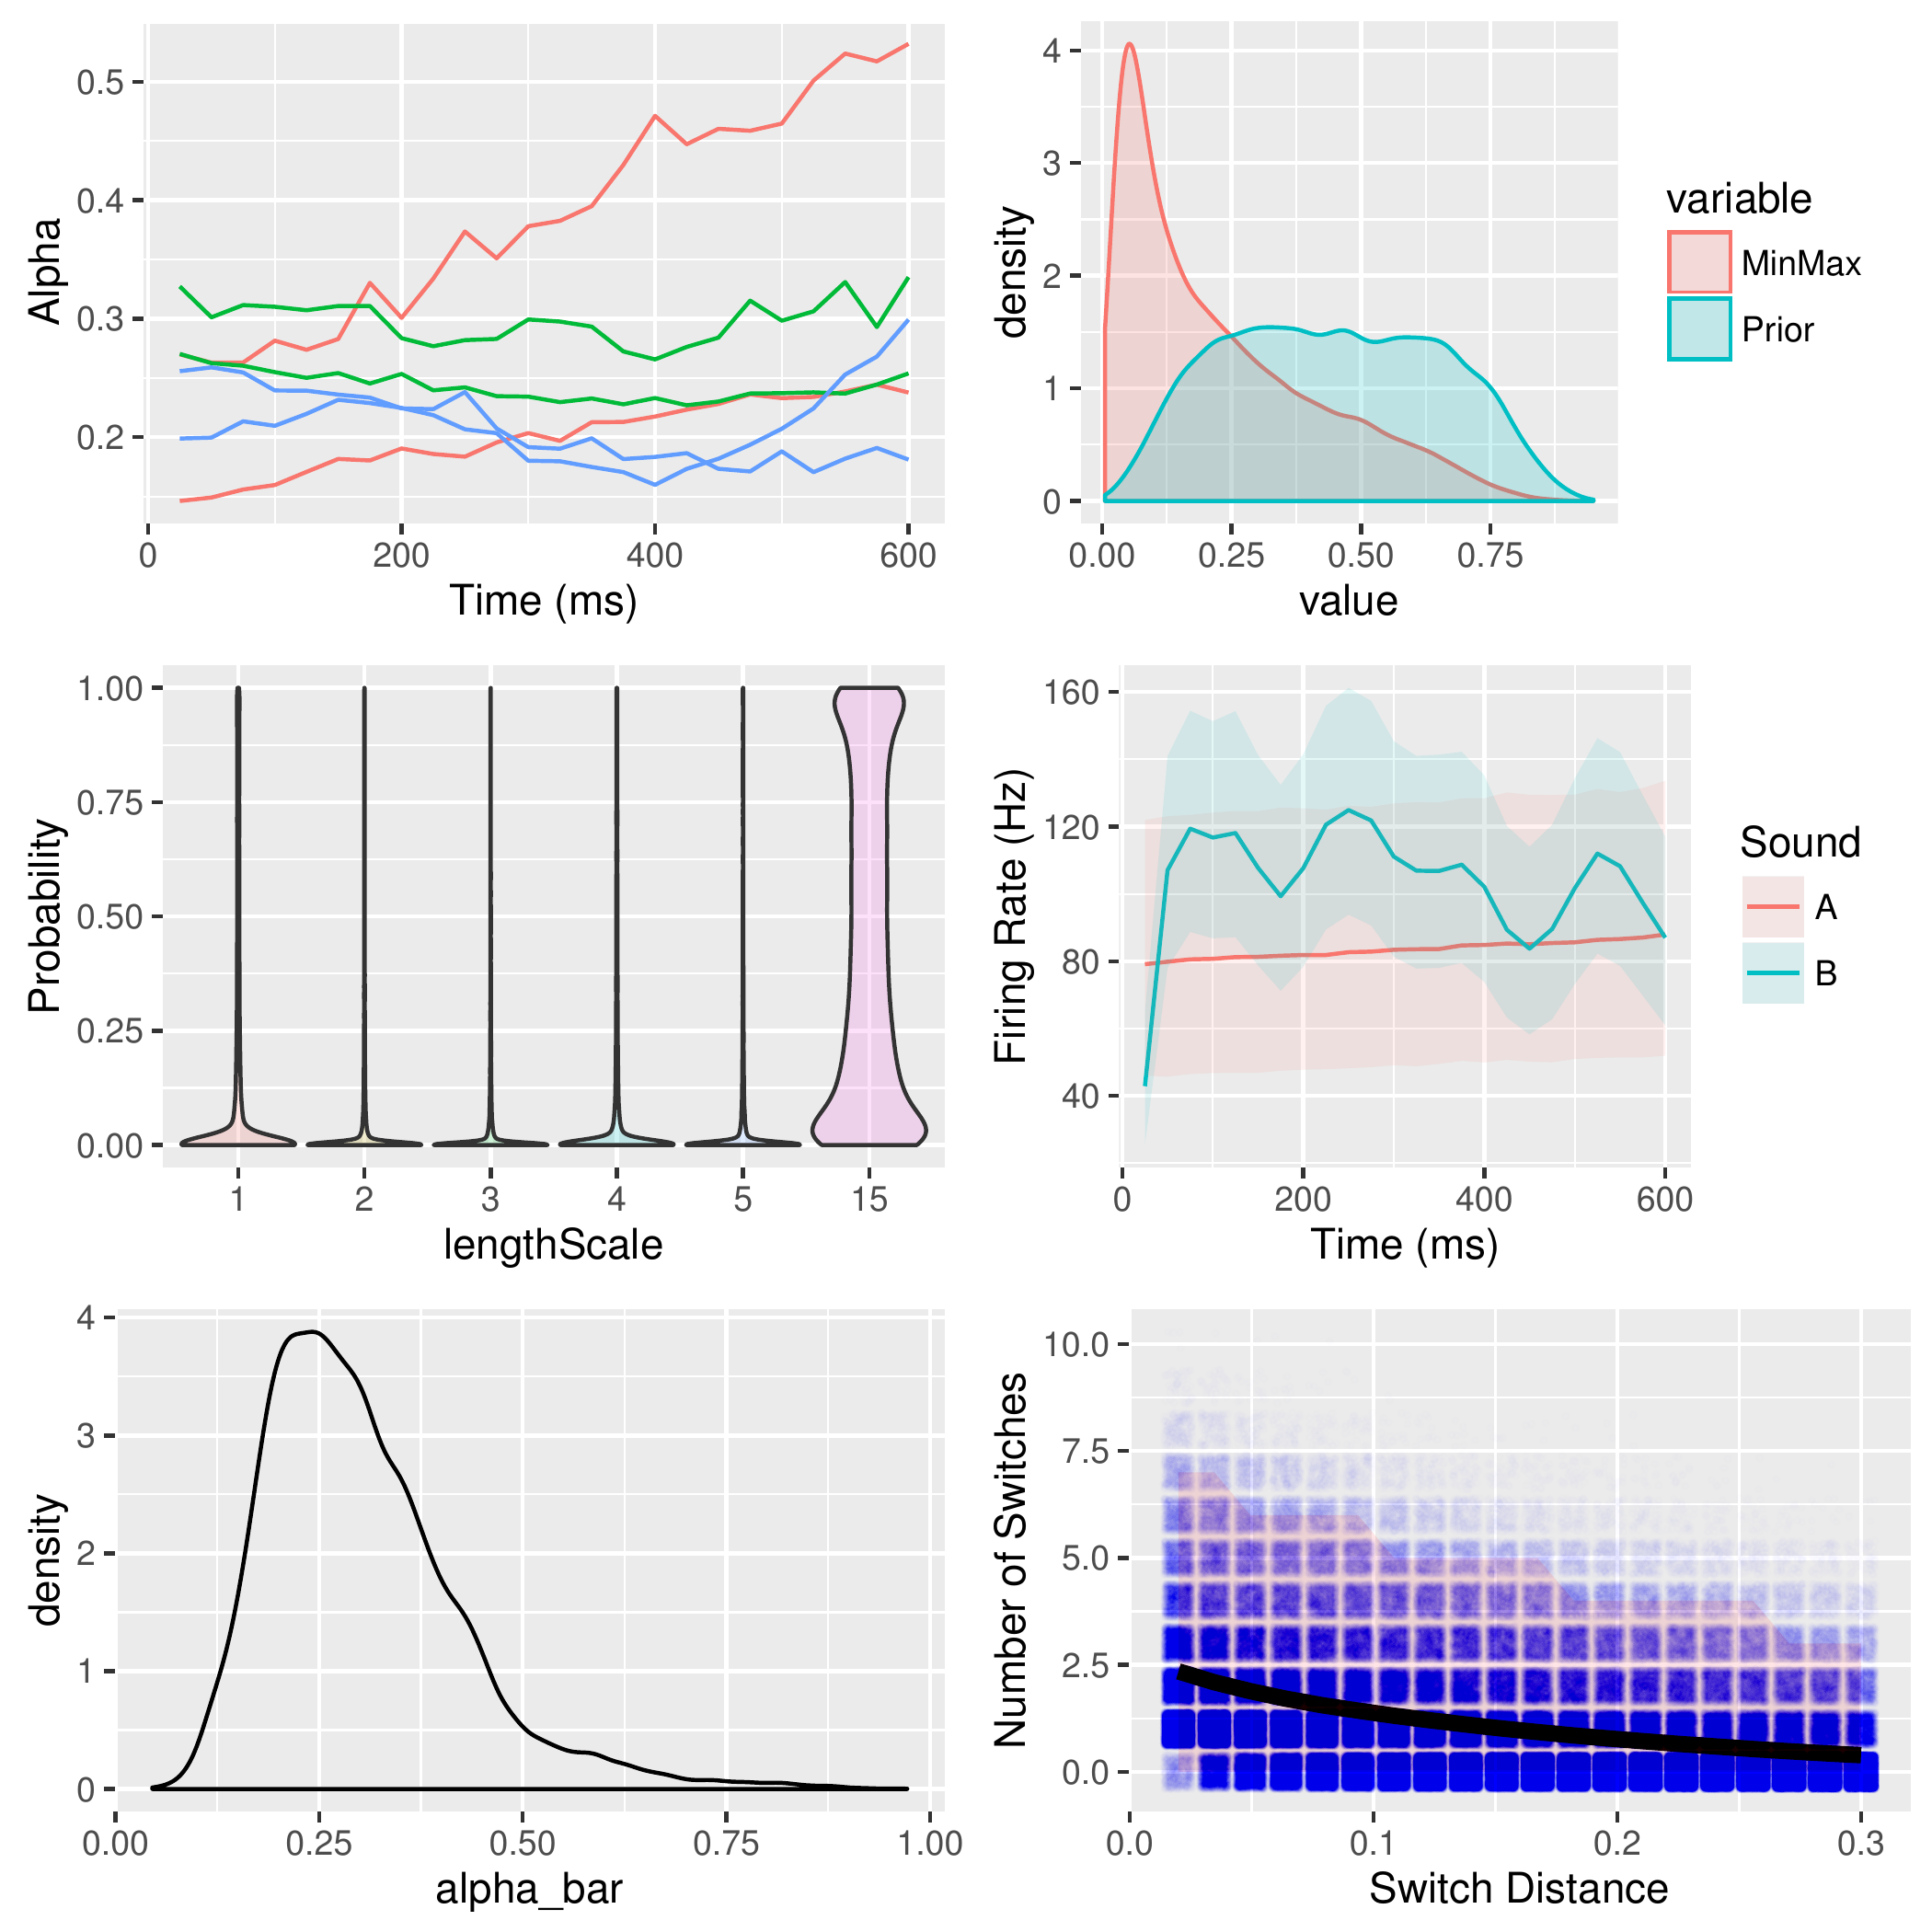 0.5
0.4
0.3
0.2
Alpha
0 200 400 600
Time (ms)
4
3
2
1
0
density
0.00 0.25 0.50 0.75
value
variable
MinMax
Prior
1.00
0.75
0.50
0.25
0.00
Probability
1 2 3 4 5 15
lengthScale
160
120
80
40
Firing Rate (Hz)
0 200 400 600
Time (ms)
Sound
A
B
4
3
2
1
0
density
0.00 0.25 0.50 0.75 1.00
alpha_bar
10.0
7.5
5.0
2.5
0.0
Number of Switches
0.0 0.1 0.2 0.3
Switch Distance